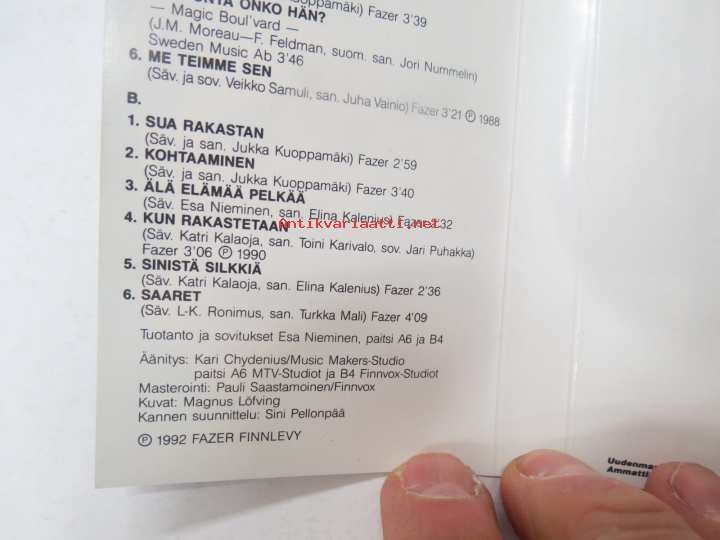 Kuoppamäki) Fazer 3'39
ONKO HÄN?
— Magic Boul'vard —
(J.M. Moreau—F. Feldman, suom. san. Jori Nummelin)
Sweden Music Ab 3'46
6. ME TEIMME SEN
(Säv. ja sov. Veikko Samuli, san. Juha Vainio) Fazer 3'21 Ⓟ 1988
B.
1. SUA RAKASTAN
(Säv. ja san. Jukka Kuoppamäki) Fazer 2'59
2. KOHTAAMINEN
(Säv. ja san. Jukka Kuoppamäki) Fazer 3'40
3. ÄLÄ ELÄMÄÄ PELKÄÄ
(Säv. Esa Nieminen, san. Elina Kalenius) Fazer
4. KUN RAKASTETAAN
Antikvariaatti.net
(Säv. Katri Kalaoja, san. Toini Karivalo, sov. Jari Puhakka)
Fazer 3'06 Ⓟ 1990
5. SINISTÄ SILKKIÄ
(Säv. Katri Kalaoja, san. Elina Kalenius) Fazer 2'36
6. SAARET
(Säv. L-K. Ronimus, san. Turkka Mali) Fazer 4'09
Tuotanto ja sovitukset Esa Nieminen, paitsi A6 ja B4
Äänitys: Kari Chydenius/Music Makers-Studio
paitsi A6 MTV-Studiot ja B4 Finnvox-Studiot
Masterointi: Pauli Saastamoinen/Finnvox
Kuvat: Magnus Löfving
Kannen suunnittelu: Sini Pellonpää
Ⓟ 1992 FAZER FINNLEVY